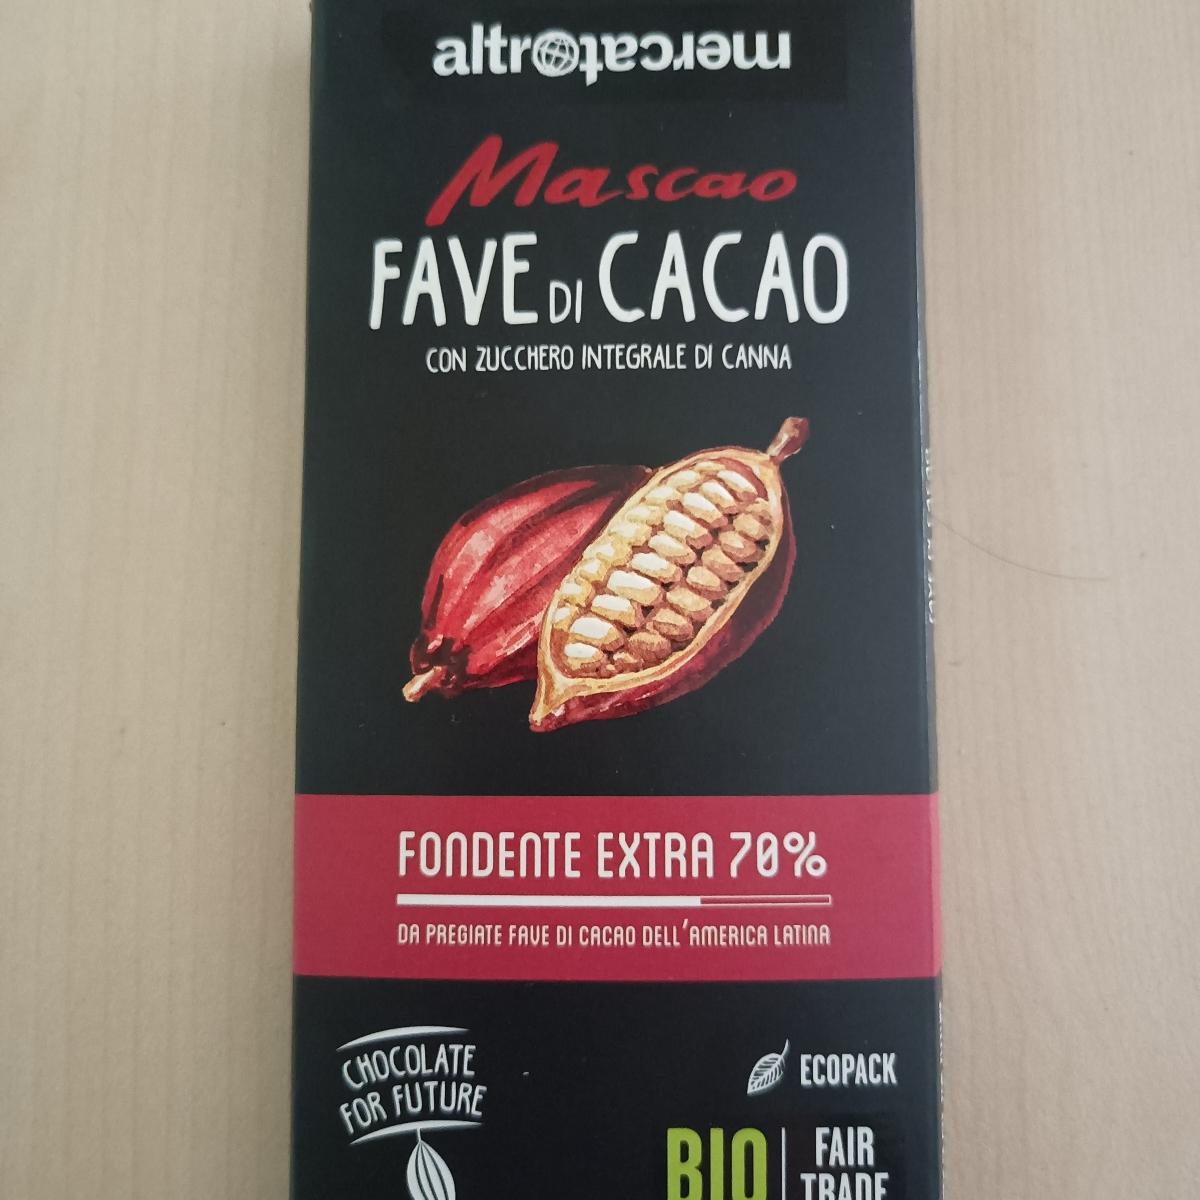 altromercato
Mascao
FAVE DI CACAO
CON ZUCCHERO INTEGRALE DI CANNA
FONDENTE EXTRA 70%
DA PREGIATE FAVE DI CACAO DELL'AMERICA LATINA
CHOCOLATE
FOR FUTURE
ECOPACK
BIO
FAIR
TRADE